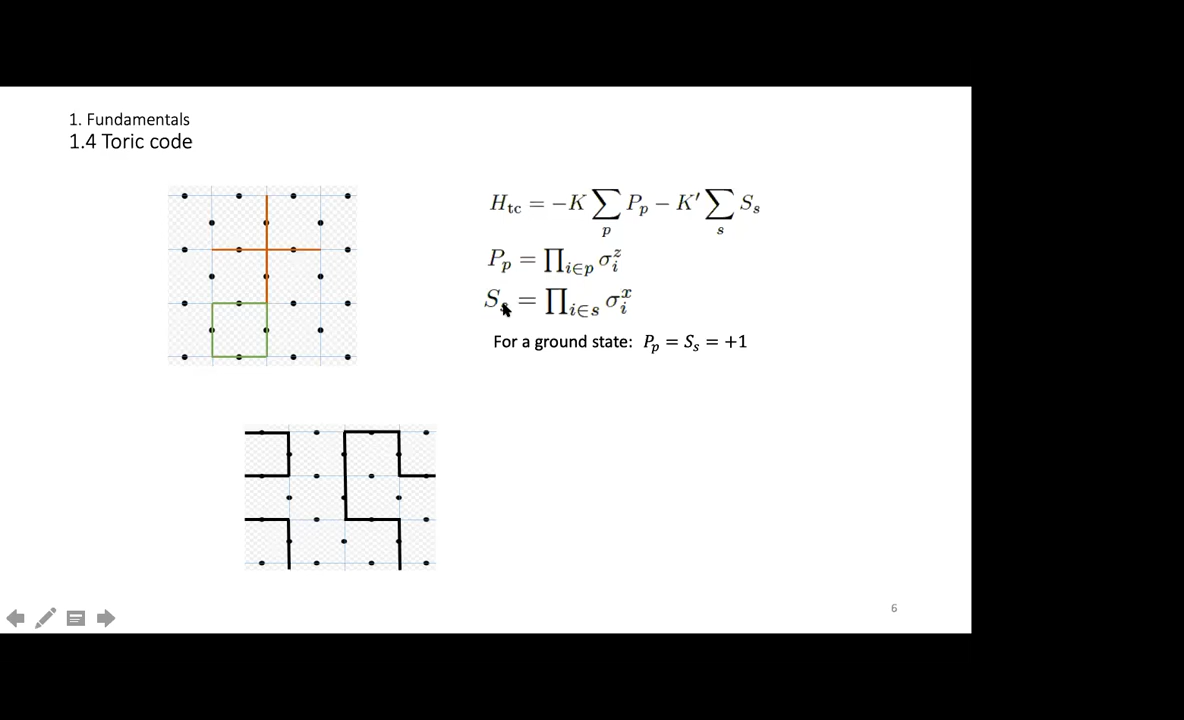 1. Fundamentals
1.4 Toric code
H_tc = −K ∑_p P_p − K′ ∑_s S_s
P_p = ∏_{i∈p} σ_i^z
S_s = ∏_{i∈s} σ_i^x
For a ground state: P_p = S_s = +1
6